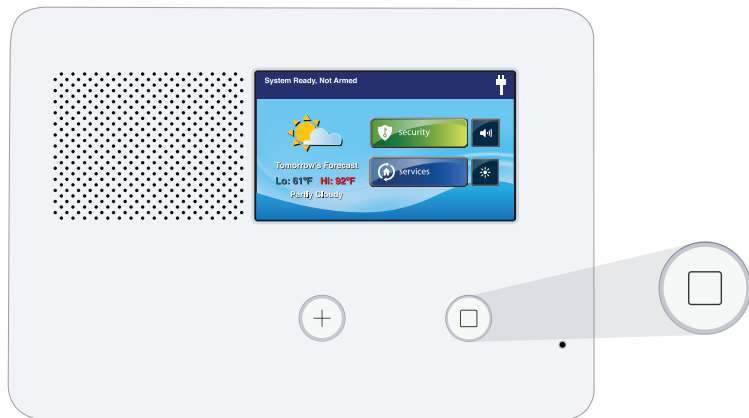 System Ready, Not Armed
security
Tomorrow's Forecast
services
Lo: 61°F Hi: 92°F
Partly Cloudy